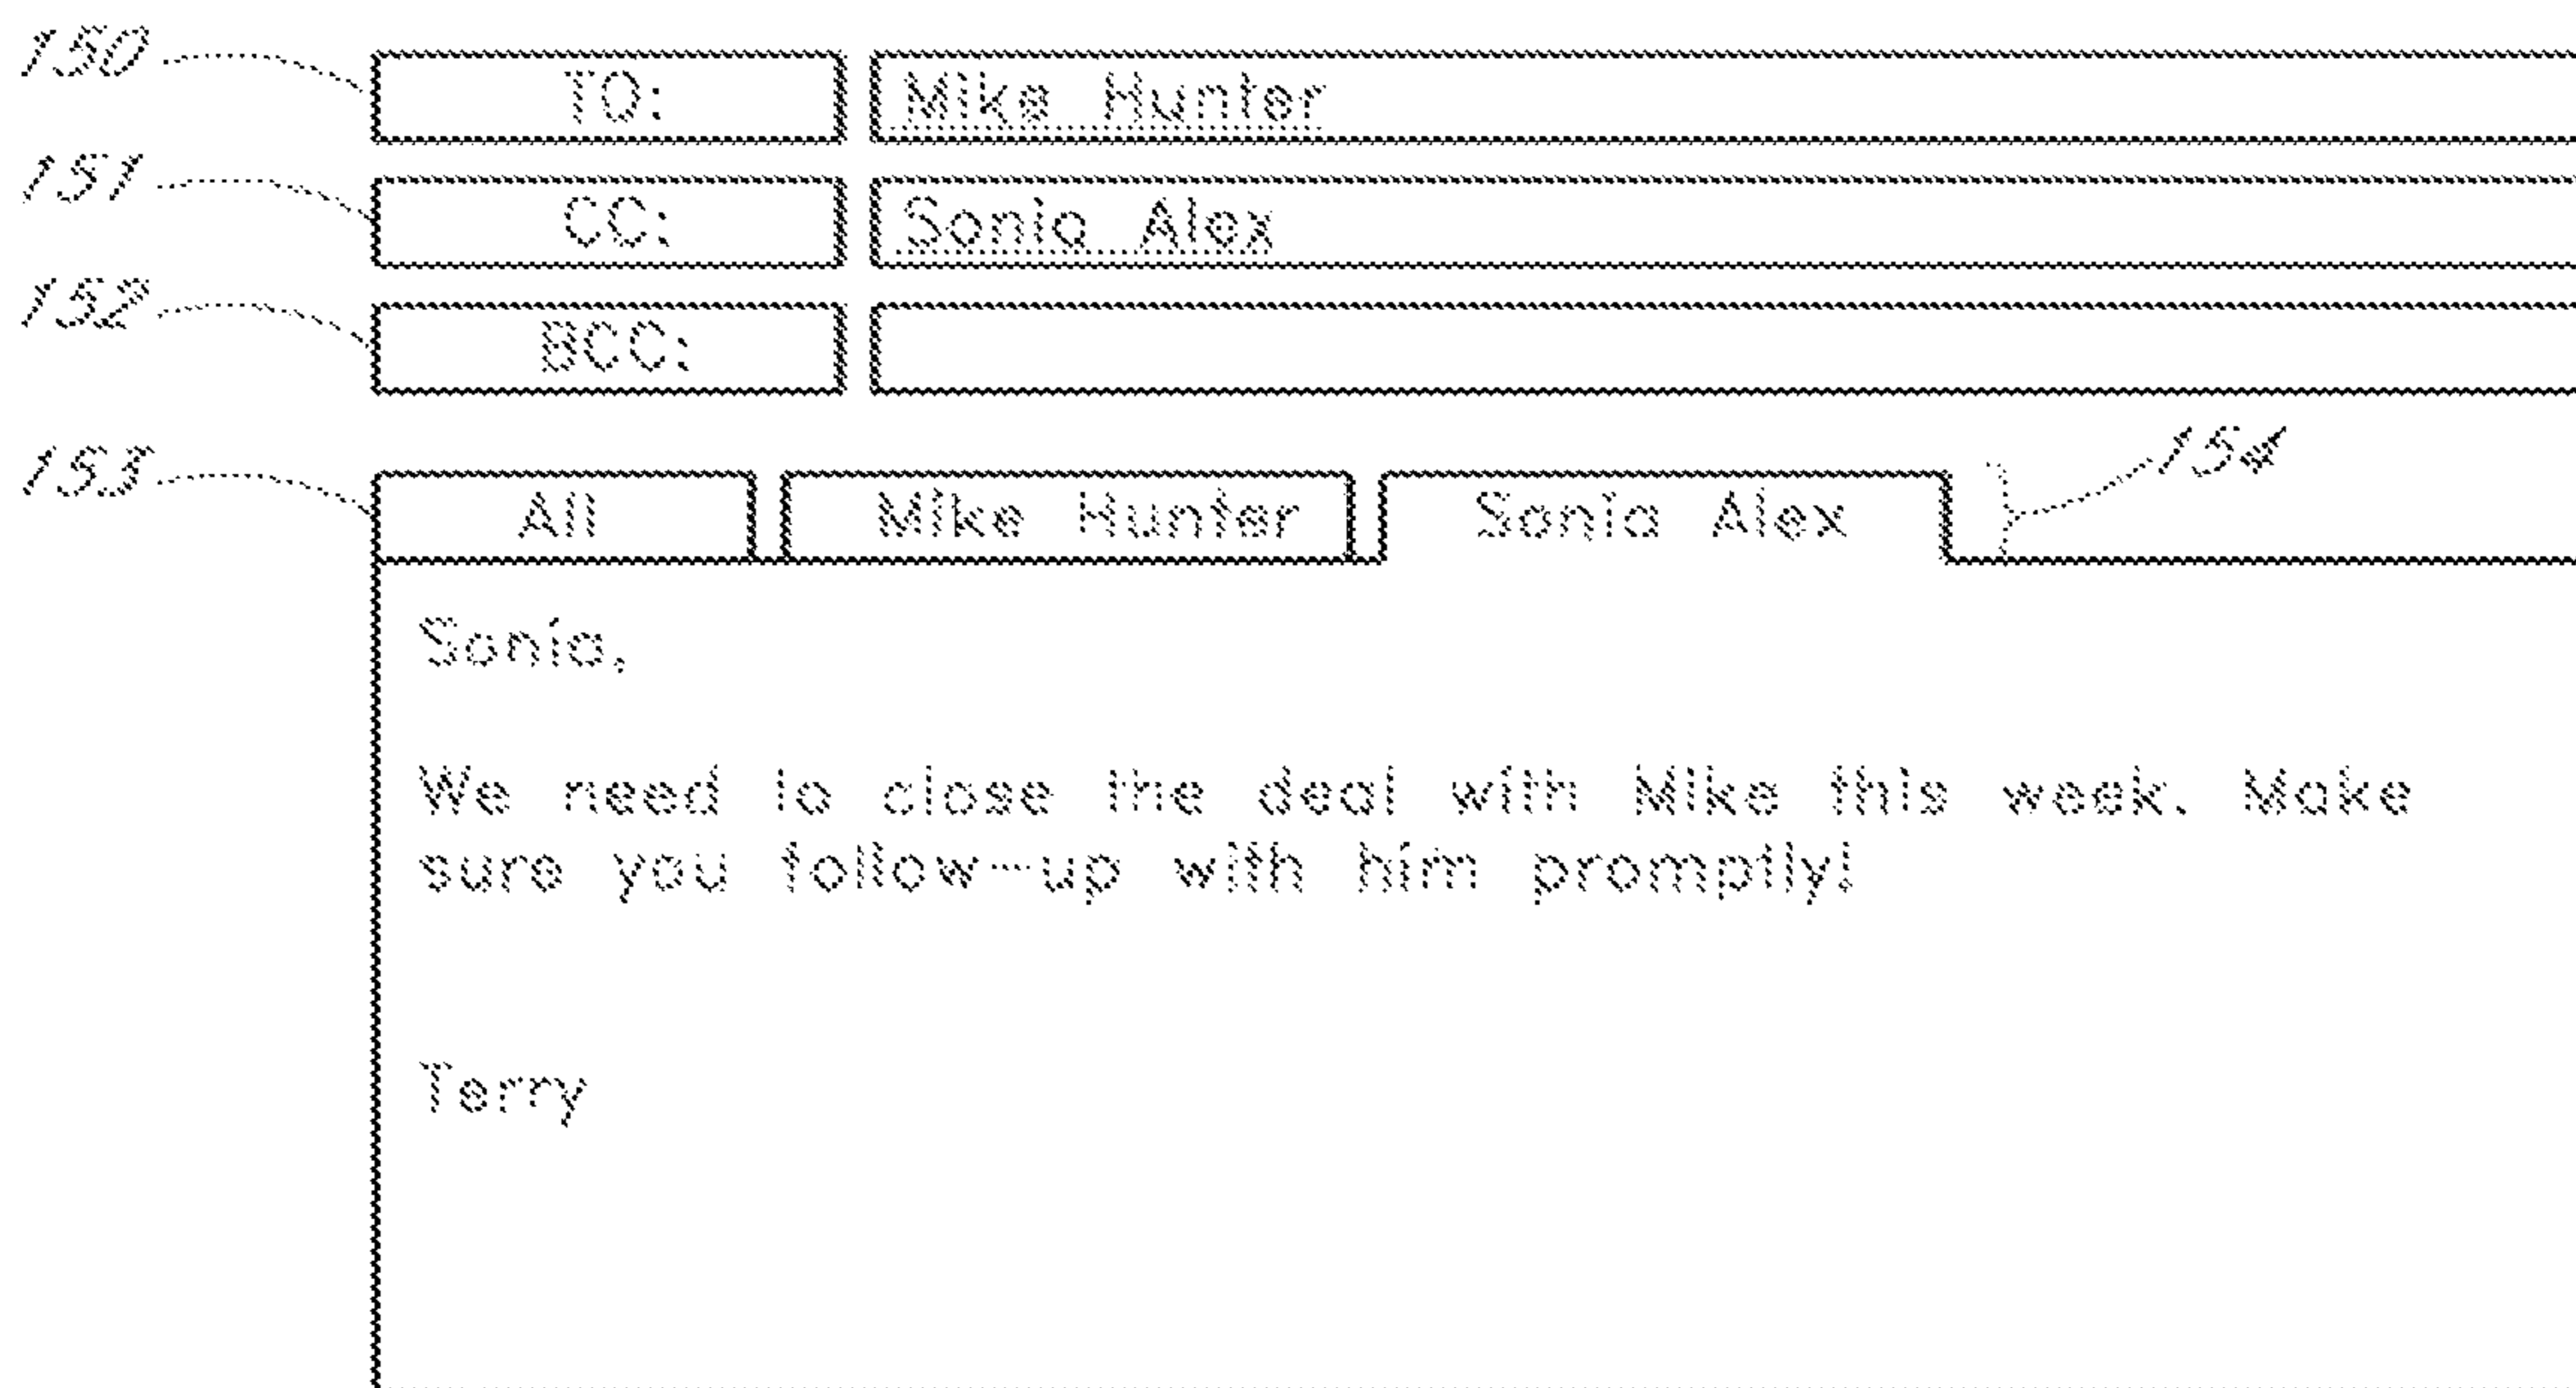 150 TO: Mike Hunter
151 CC: Sonia Alex
152 BCC:
153 All Mike Hunter Sonia Alex 154
Sonia,
We need to close the deal with Mike this week. Make
sure you follow-up with him promptly!
Terry